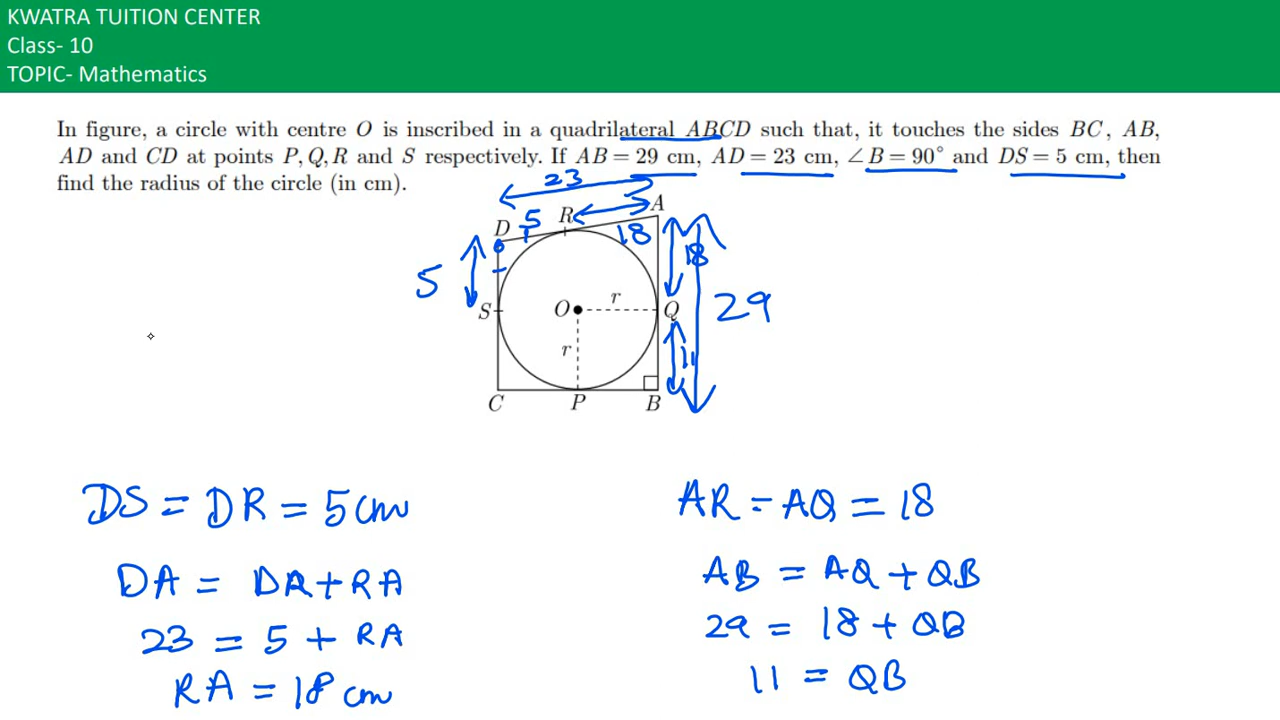 KWATRA TUITION CENTER
Class- 10
TOPIC- Mathematics
In figure, a circle with centre O is inscribed in a quadrilateral ABCD such that, it touches the sides BC, AB,
AD and CD at points P, Q, R and S respectively. If AB = 29 cm, AD = 23 cm, ∠B = 90° and DS = 5 cm, then
find the radius of the circle (in cm).
23
D 5 R A
18
5 18
S O r Q 29
r 11
C P B
DS = DR = 5cm
DA = DR+RA
23 = 5 + RA
RA = 18 cm
AR = AQ = 18
AB = AQ + QB
29 = 18 + QB
11 = QB